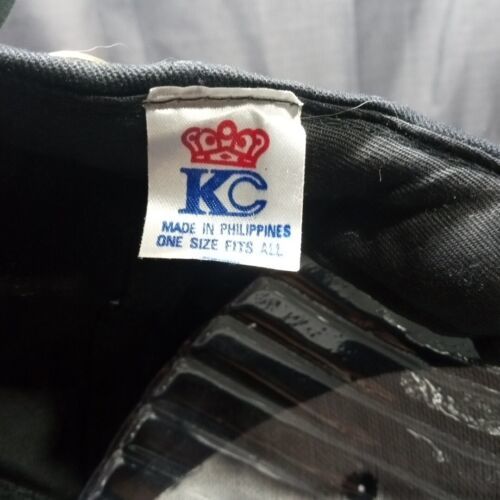 KC
MADE IN PHILIPPINES
ONE SIZE FITS ALL